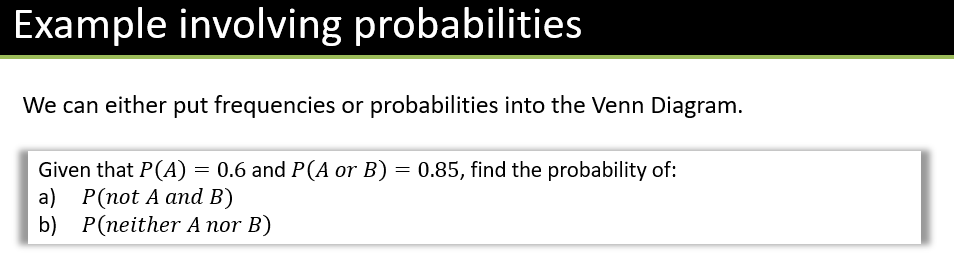 Example involving probabilities
We can either put frequencies or probabilities into the Venn Diagram.
Given that P(A) = 0.6 and P(A or B) = 0.85, find the probability of:
a) P(not A and B)
b) P(neither A nor B)